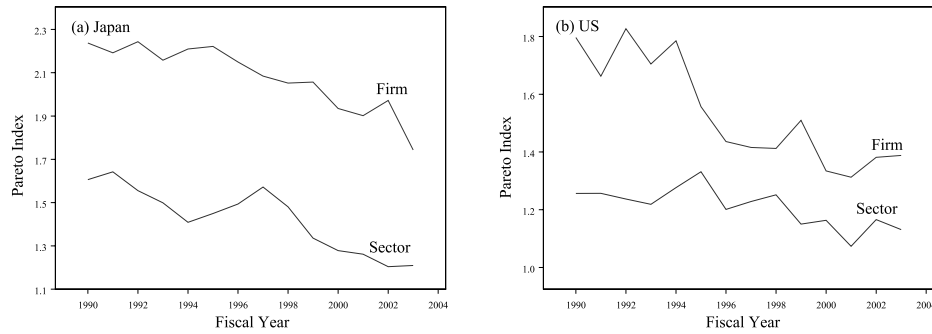 (a) Japan
2.3
2.1
1.9
1.7
1.5
1.3
1.1
Pareto Index
Firm
Sector
1990 1992 1994 1996 1998 2000 2002 2004
Fiscal Year
(b) US
1.8
1.6
1.4
1.2
1.0
Pareto Index
Firm
Sector
1990 1992 1994 1996 1998 2000 2002 2004
Fiscal Year